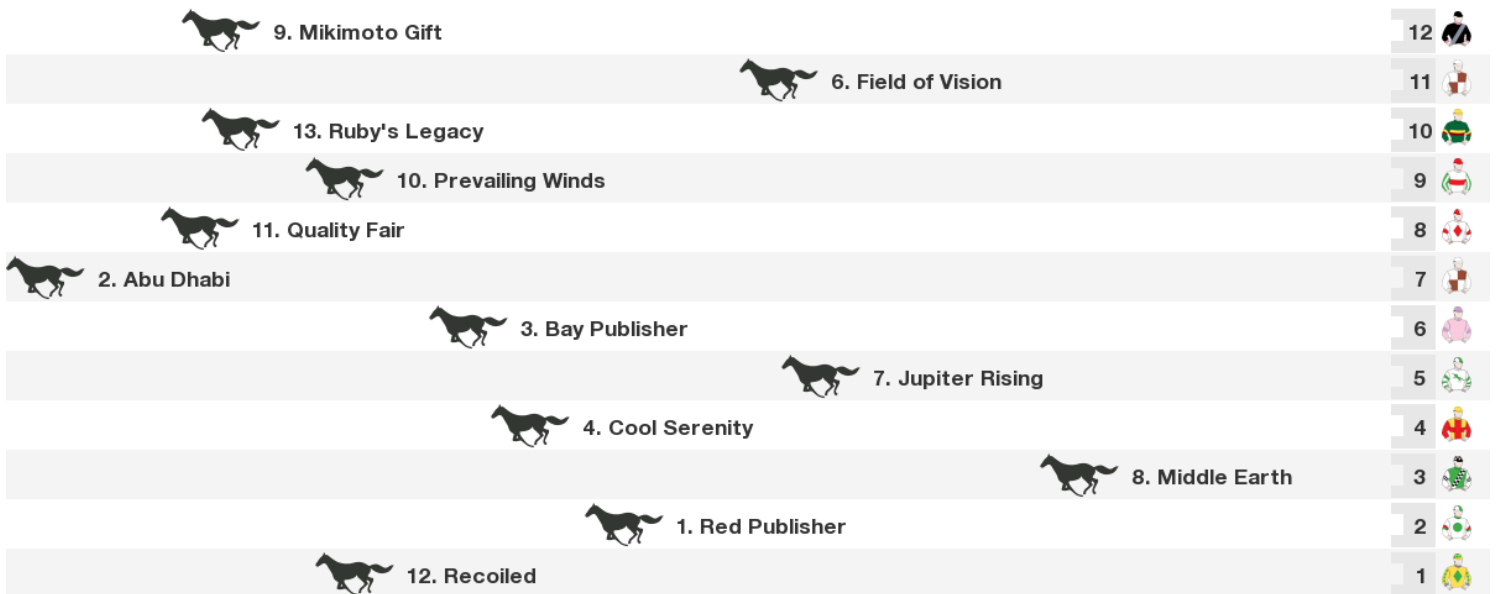 9. Mikimoto Gift 12
6. Field of Vision 11
13. Ruby's Legacy 10
10. Prevailing Winds 9
11. Quality Fair 8
2. Abu Dhabi 7
3. Bay Publisher 6
7. Jupiter Rising 5
4. Cool Serenity 4
8. Middle Earth 3
1. Red Publisher 2
12. Recoiled 1